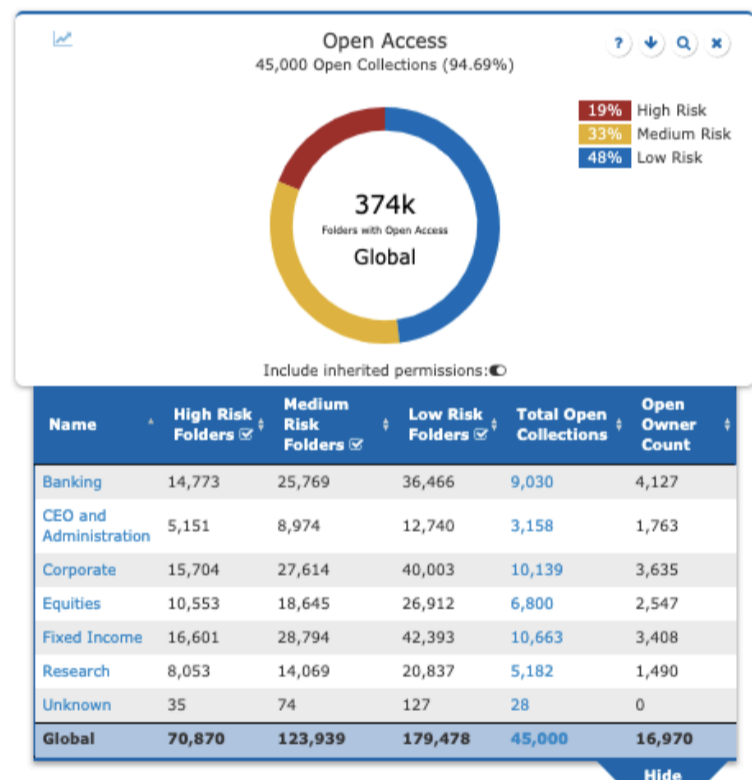 Open Access
45,000 Open Collections (94.69%)
?
19% High Risk
33% Medium Risk
48% Low Risk
374k
Folders with Open Access
Global
Include inherited permissions:
Name High Risk Folders Medium Risk Folders Low Risk Folders Total Open Collections Open Owner Count
Banking 14,773 25,769 36,466 9,030 4,127
CEO and Administration 5,151 8,974 12,740 3,158 1,763
Corporate 15,704 27,614 40,003 10,139 3,635
Equities 10,553 18,645 26,912 6,800 2,547
Fixed Income 16,601 28,794 42,393 10,663 3,408
Research 8,053 14,069 20,837 5,182 1,490
Unknown 35 74 127 28 0
Global 70,870 123,939 179,478 45,000 16,970
Hide